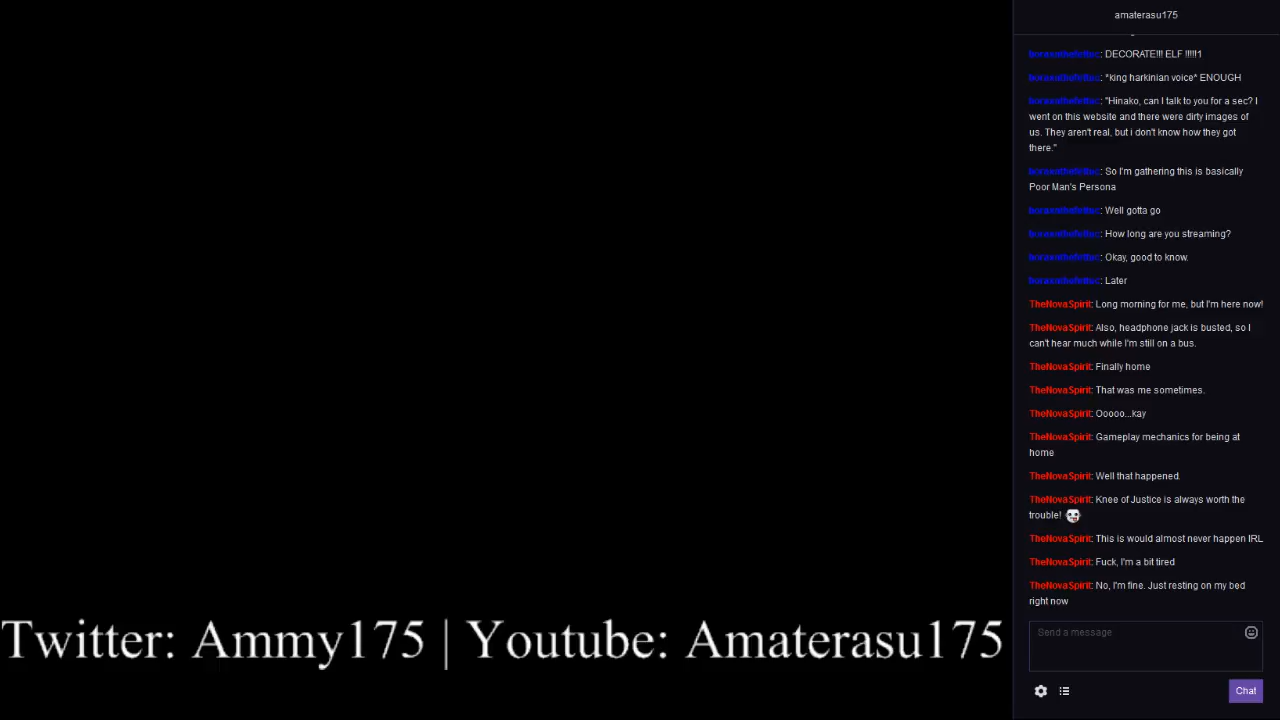 amaterasu175
: DECORATE!!! ELF !!!!!1
: *king harkinian voice* ENOUGH
: "Hinako, can I talk to you for a sec? I
went on this website and there were dirty images of
us. They aren't real, but i don't know how they got
there."
: So I'm gathering this is basically
Poor Man's Persona
: Well gotta go
: How long are you streaming?
: Okay, good to know.
: Later
TheNovaSpirit: Long morning for me, but I'm here now!
TheNovaSpirit: Also, headphone jack is busted, so I
can't hear much while I'm still on a bus.
TheNovaSpirit: Finally home
TheNovaSpirit: That was me sometimes.
TheNovaSpirit: Ooooo...kay
TheNovaSpirit: Gameplay mechanics for being at
home
TheNovaSpirit: Well that happened.
TheNovaSpirit: Knee of Justice is always worth the
trouble!
TheNovaSpirit: This is would almost never happen IRL
TheNovaSpirit: Fuck, I'm a bit tired
TheNovaSpirit: No, I'm fine. Just resting on my bed
right now
Send a message
Chat
Twitter: Ammy175 | Youtube: Amaterasu175